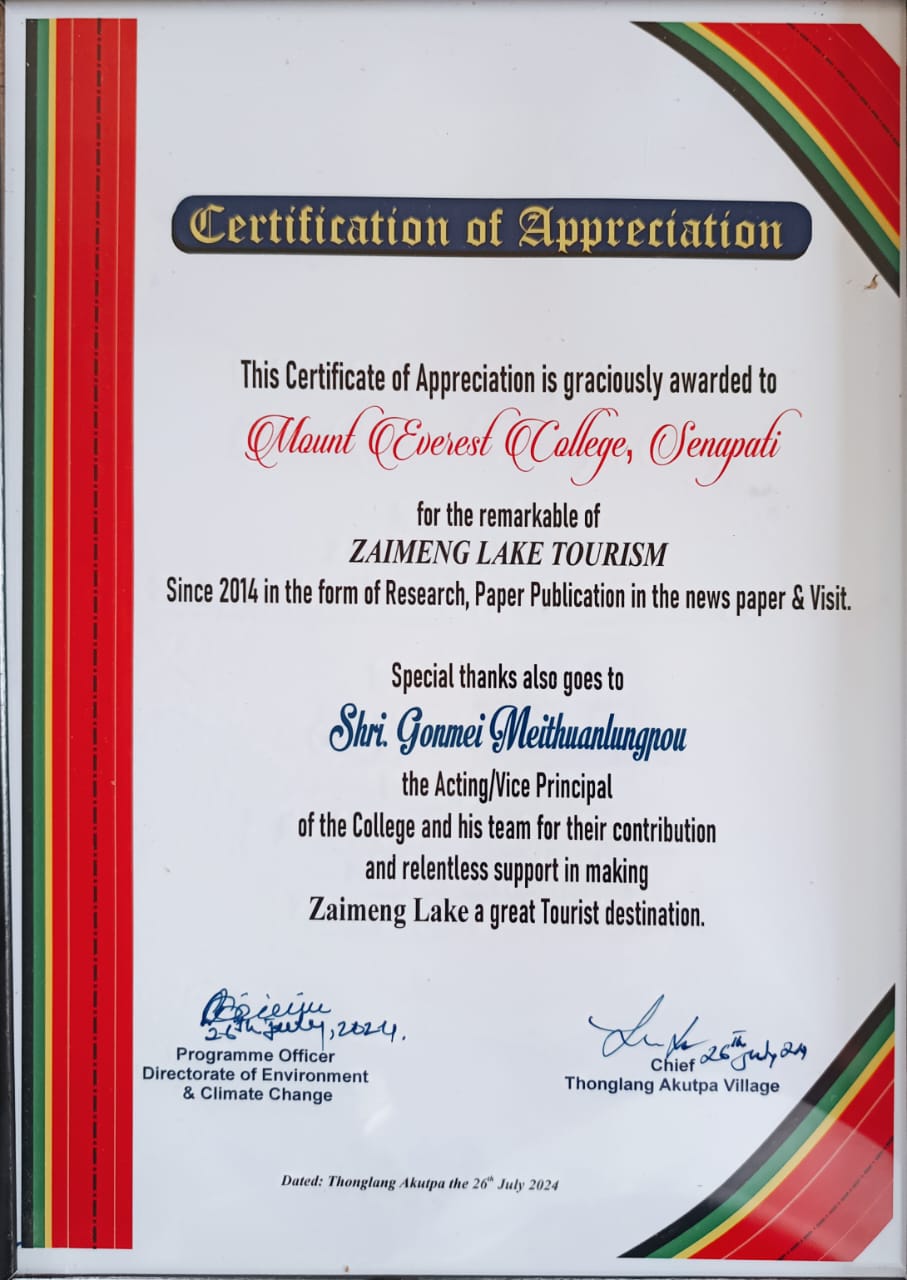 Certification of Appreciation
This Certificate of Appreciation is graciously awarded to
Mount Everest College, Senapati
for the remarkable of
ZAIMENG LAKE TOURISM
Since 2014 in the form of Research, Paper Publication in the news paper & Visit.
Special thanks also goes to
Shri. Gonmei Meithuanlungpou
the Acting/Vice Principal
of the College and his team for their contribution
and relentless support in making
Zaimeng Lake a great Tourist destination.
26th July, 2024.
Programme Officer
Directorate of Environment
& Climate Change
26th July 24
Chief
Thonglang Akutpa Village
Dated: Thonglang Akutpa the 26th July 2024